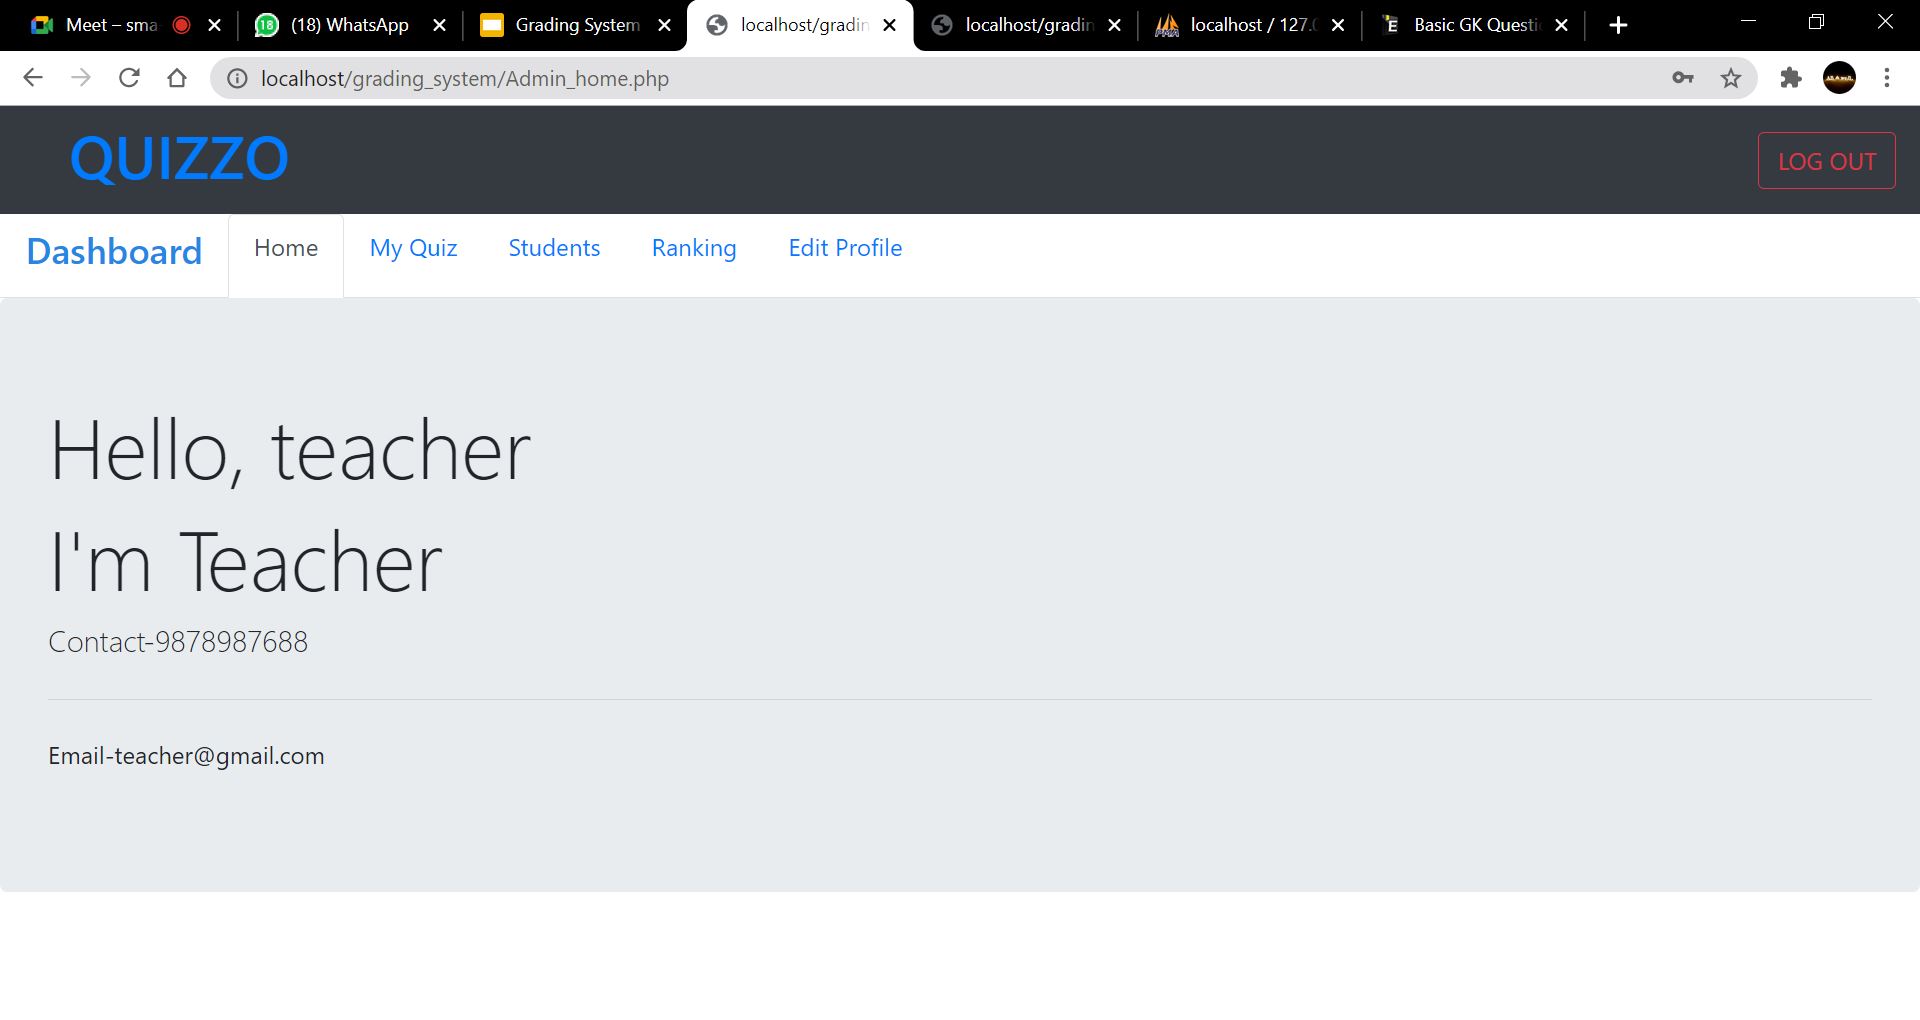 Meet – sma
(18) WhatsApp
Grading System
localhost/gradin
localhost/gradin
localhost / 127.0
Basic GK Questi
localhost/grading_system/Admin_home.php
QUIZZO
LOG OUT
Dashboard
Home
My Quiz
Students
Ranking
Edit Profile
Hello, teacher
I'm Teacher
Contact-9878987688
Email-teacher@gmail.com